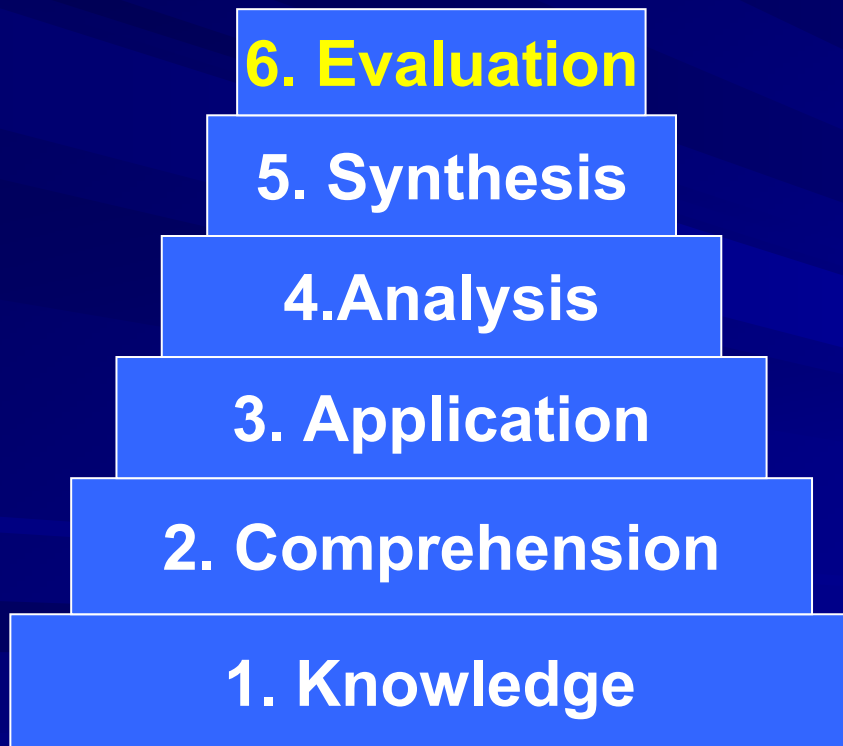 6. Evaluation
5. Synthesis
4.Analysis
3. Application
2. Comprehension
1. Knowledge